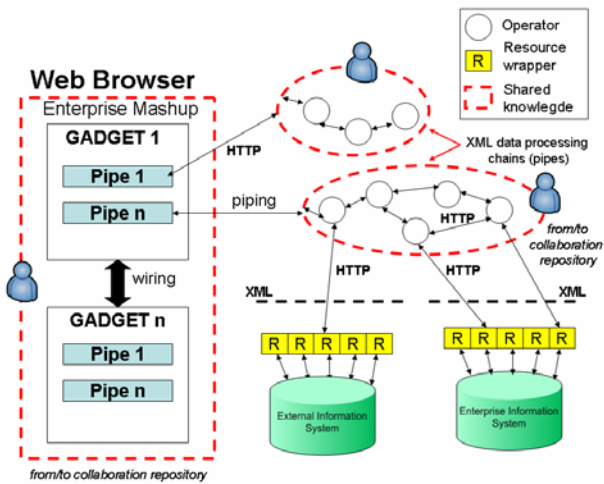 Web Browser
Enterprise Mashup
GADGET 1
Pipe 1
Pipe n
wiring
GADGET n
Pipe 1
Pipe n
from/to collaboration repository
HTTP
piping
Operator
R
Resource
wrapper
Shared
knowlegde
XML data processing
chains (pipes)
HTTP
from/to
collaboration
repository
HTTP
HTTP
XML
XML
R R R R R
R R R R R
External Information
System
Enterprise Information
System